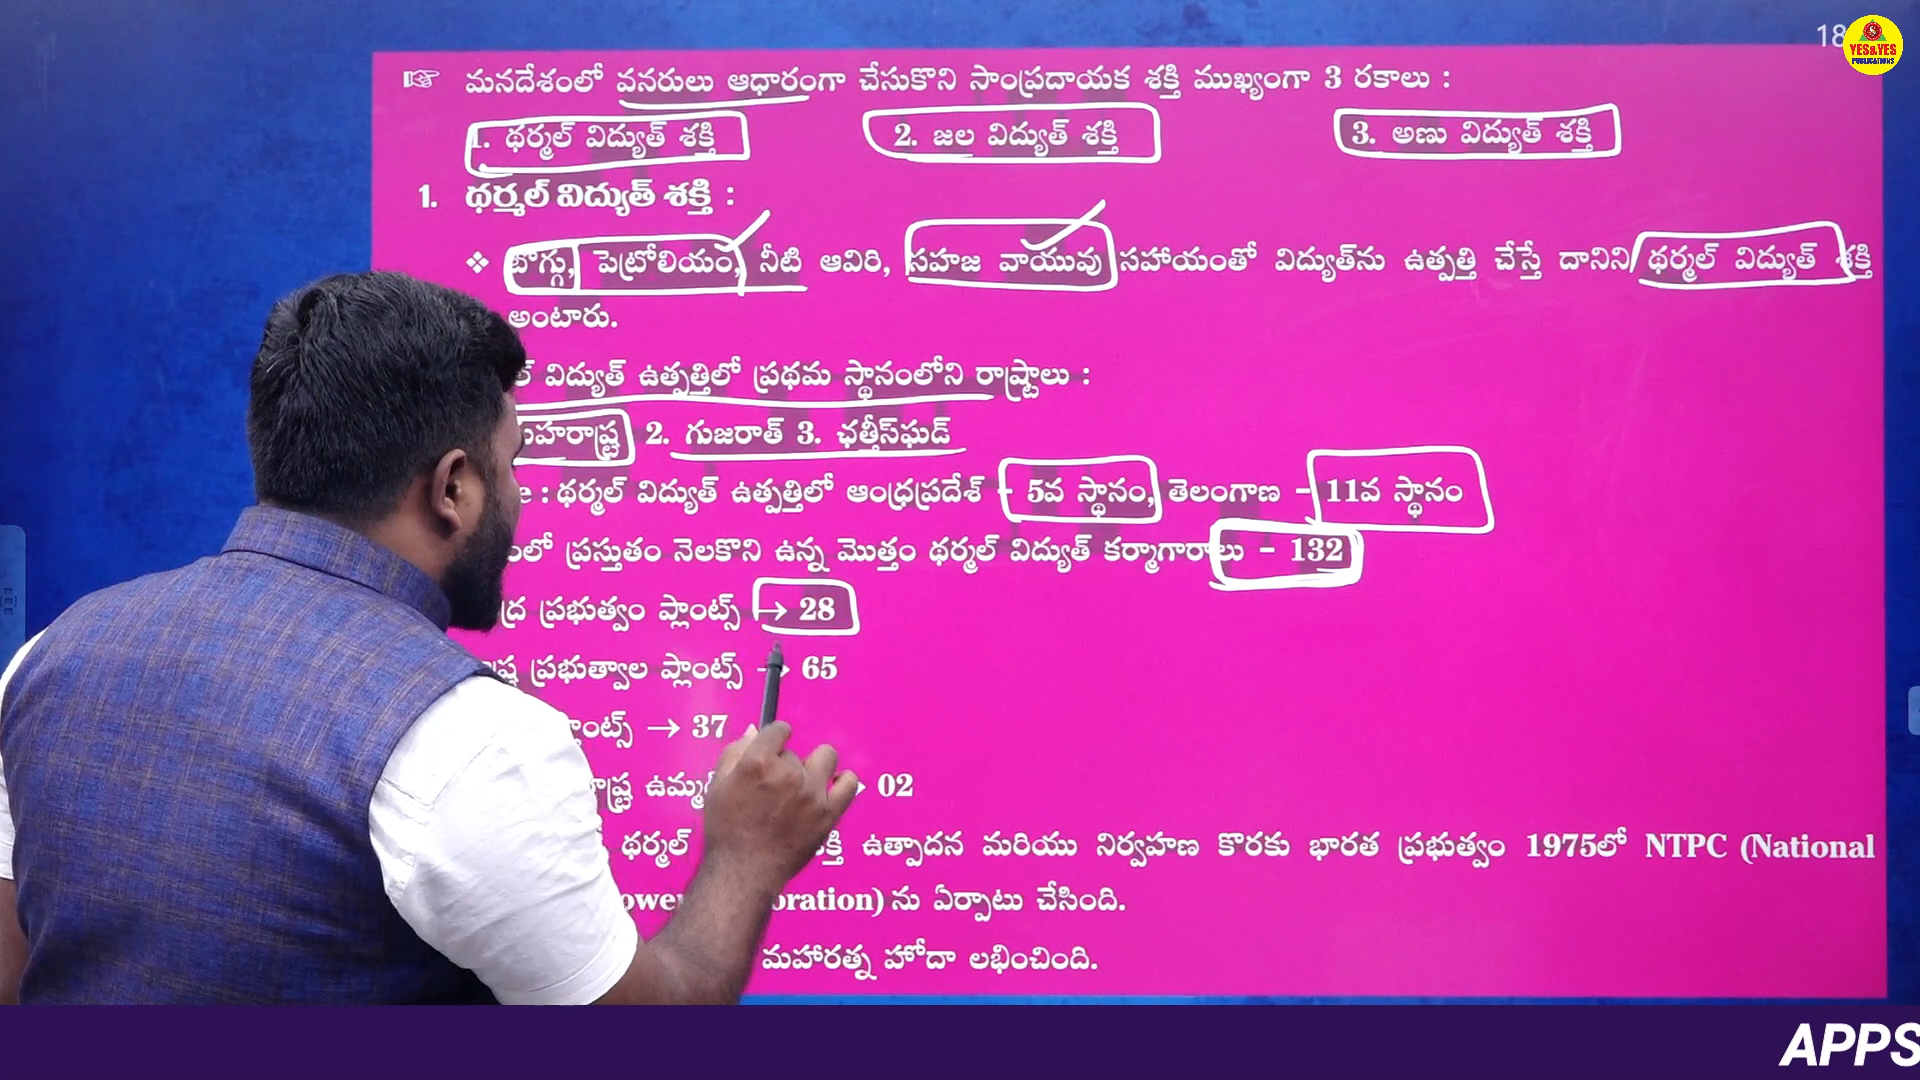 18
YES&YES
PUBLICATIONS
మనదేశంలో వనరులు ఆధారంగా చేసుకొని సాంప్రదాయక శక్తి ముఖ్యంగా 3 రకాలు :
1. థర్మల్ విద్యుత్ శక్తి 2. జల విద్యుత్ శక్తి 3. అణు విద్యుత్ శక్తి
1. థర్మల్ విద్యుత్ శక్తి :
❖ బొగ్గు, పెట్రోలియం, నీటి ఆవిరి, సహజ వాయువు సహాయంతో విద్యుత్‌ను ఉత్పత్తి చేస్తే దానిని థర్మల్ విద్యుత్ శక్తి
అంటారు.
విద్యుత్ ఉత్పత్తిలో ప్రథమ స్థానంలోని రాష్ట్రాలు :
2. గుజరాత్ 3. ఛత్తీస్‌ఘడ్
: థర్మల్ విద్యుత్ ఉత్పత్తిలో ఆంధ్రప్రదేశ్ - 5వ స్థానం, తెలంగాణ - 11వ స్థానం
ప్రస్తుతం నెలకొని ఉన్న మొత్తం థర్మల్ విద్యుత్ కర్మాగారాలు - 132
ప్రభుత్వం ప్లాంట్స్ → 28
ప్రభుత్వాల ప్లాంట్స్ → 65
→ 37
02
థర్మల్ ఉత్పాదన మరియు నిర్వహణ కొరకు భారత ప్రభుత్వం 1975లో NTPC (National
ను ఏర్పాటు చేసింది.
మహారత్న హోదా లభించింది.
APPS